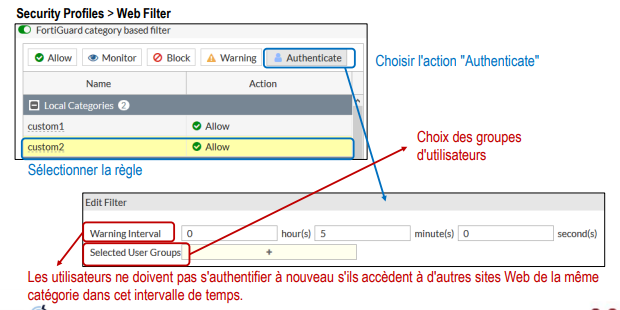 Security Profiles > Web Filter
FortiGuard category based filter
Allow Monitor Block Warning Authenticate
Choisir l'action "Authenticate"
Name Action
Local Categories 2
custom1 Allow
custom2 Allow
Choix des groupes
d'utilisateurs
Sélectionner la règle
Edit Filter
Warning Interval 0 hour(s) 5 minute(s) 0 second(s)
Selected User Groups +
Les utilisateurs ne doivent pas s'authentifier à nouveau s'ils accèdent à d'autres sites Web de la même
catégorie dans cet intervalle de temps.